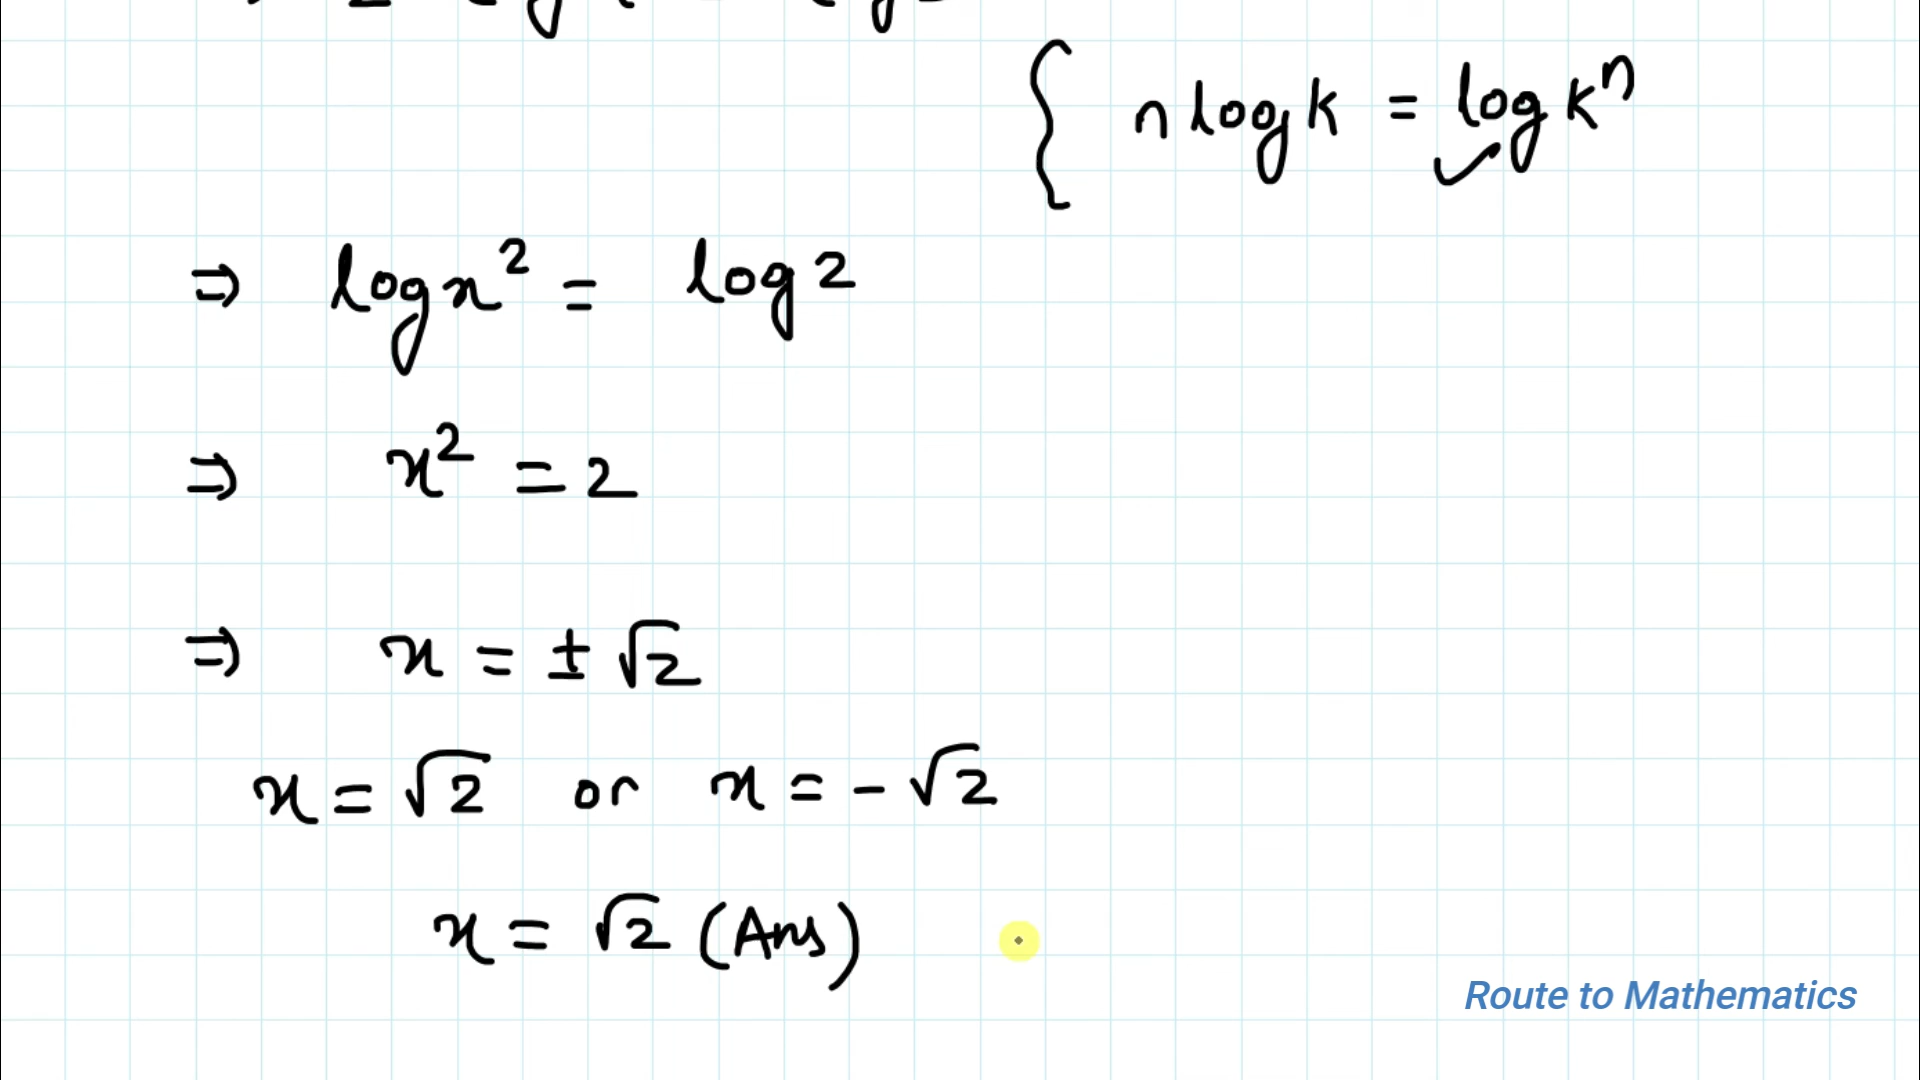 { n log k = log kⁿ
⇒ log x² = log 2
⇒ x² = 2
⇒ x = ± √2
x = √2 or x = - √2
x = √2 (Ans)
Route to Mathematics